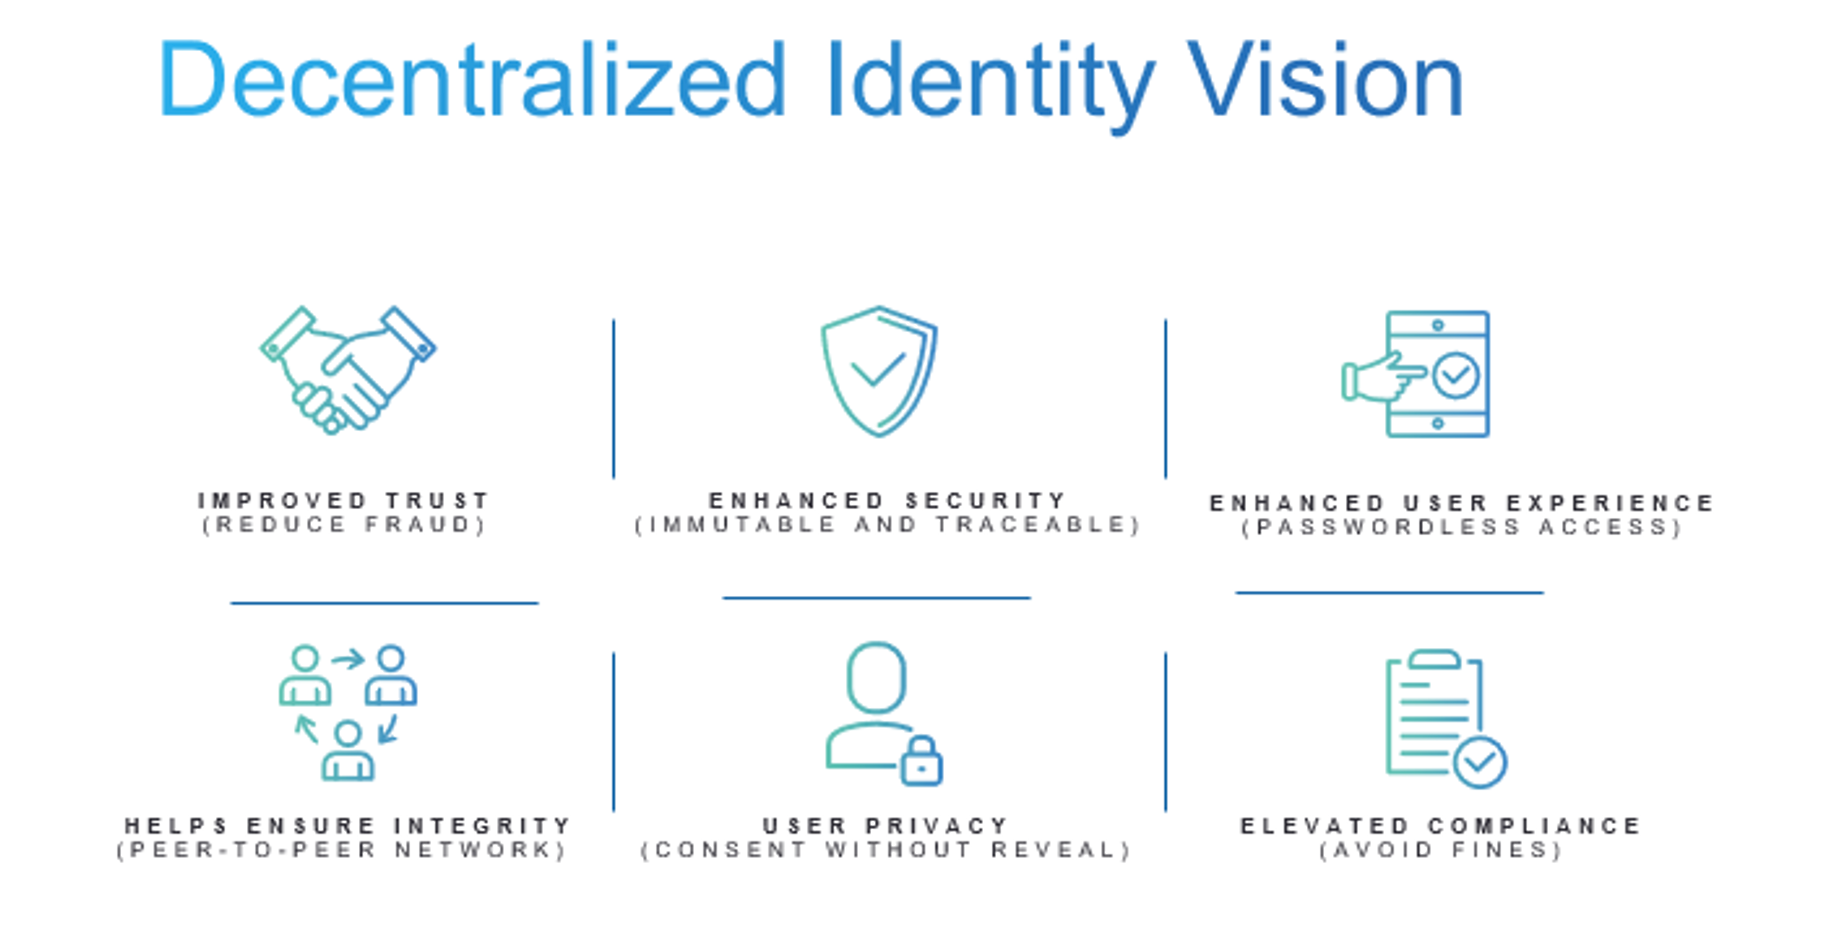 Decentralized Identity Vision
IMPROVED TRUST
(REDUCE FRAUD)
ENHANCED SECURITY
(IMMUTABLE AND TRACEABLE)
ENHANCED USER EXPERIENCE
(PASSWORDLESS ACCESS)
HELPS ENSURE INTEGRITY
(PEER-TO-PEER NETWORK)
USER PRIVACY
(CONSENT WITHOUT REVEAL)
ELEVATED COMPLIANCE
(AVOID FINES)